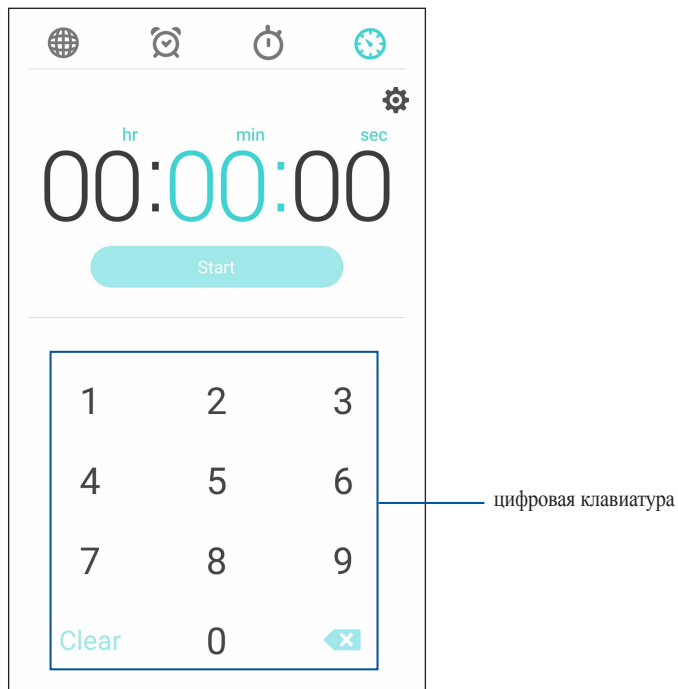 hr min sec
00:00:00
Start
1 2 3
4 5 6
цифровая клавиатура
7 8 9
Clear 0